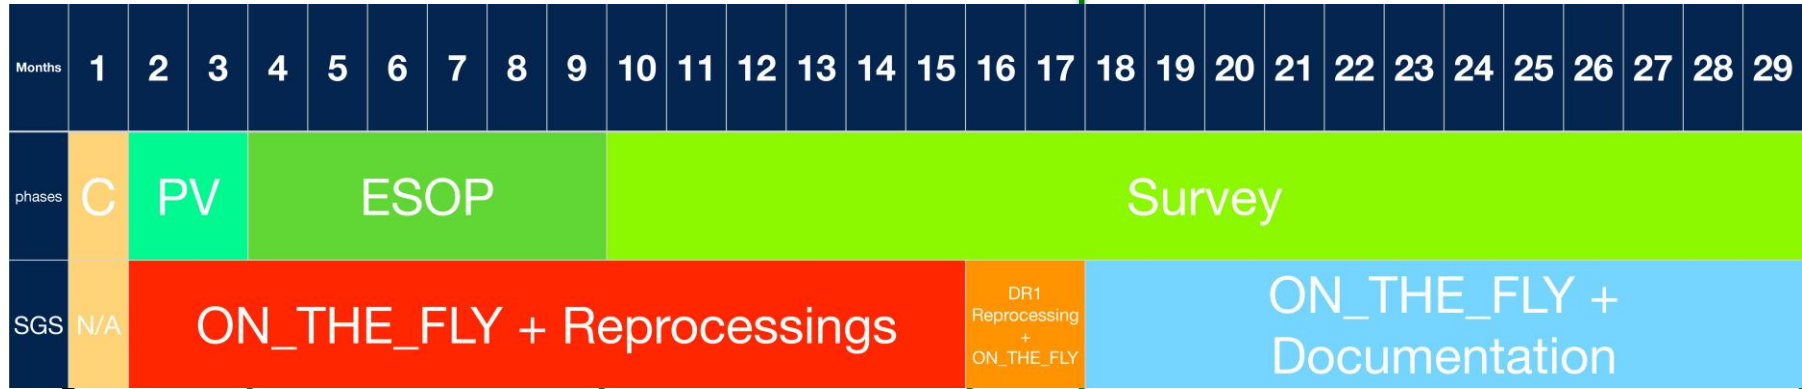 Months 1 2 3 4 5 6 7 8 9 10 11 12 13 14 15 16 17 18 19 20 21 22 23 24 25 26 27 28 29
phases C PV ESOP Survey
SGS N/A ON_THE_FLY + Reprocessings
DR1
Reprocessing
+
ON_THE_FLY
ON_THE_FLY +
Documentation